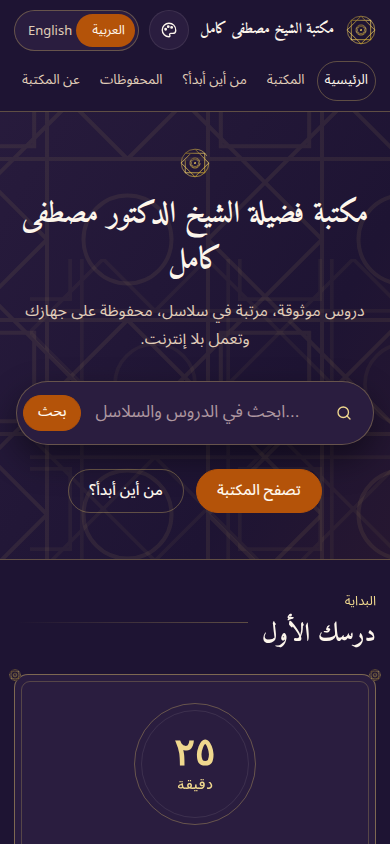 مكتبة الشيخ مصطفى كامل
العربية English
الرئيسية المكتبة من أين أبدأ؟ المحفوظات عن المكتبة
مكتبة فضيلة الشيخ الدكتور مصطفى
كامل
دروس موثوقة، مرتبة في سلاسل، محفوظة على جهازك
وتعمل بلا إنترنت.
ابحث في الدروس والسلاسل... بحث
تصفح المكتبة من أين أبدأ؟
البداية
درسك الأول
٢٥
دقيقة